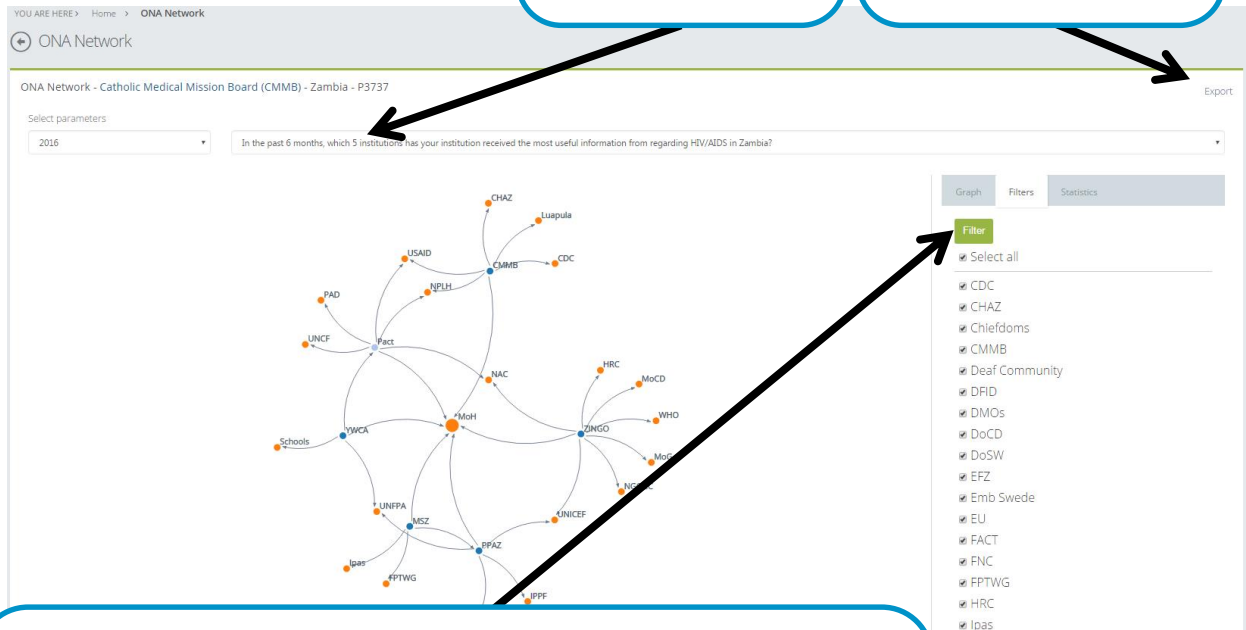 YOU ARE HERE > Home > ONA Network
ONA Network
ONA Network - Catholic Medical Mission Board (CMMB) - Zambia - P3737
Export
Select parameters
2016
In the past 6 months, which 5 institutions has your institution received the most useful information from regarding HIV/AIDS in Zambia?
Graph Filters Statistics
Filter
Select all
CDC
CHAZ
Chiefdoms
CMMB
Deaf Community
DFID
DMOs
DoCD
DoSW
EFZ
Emb Swede
EU
FACT
FNC
FPTWG
HRC
Ipas
CHAZ
Luapula
USAID
CMMB
CDC
NPLH
PAD
UNCF
Pact
HRC
NAC
MoCD
MoH
WHO
YWCA
ZINGO
Schools
MoG
UNFPA
UNICEF
MSZ
PPAZ
Ipas
FPTWG
IPPF